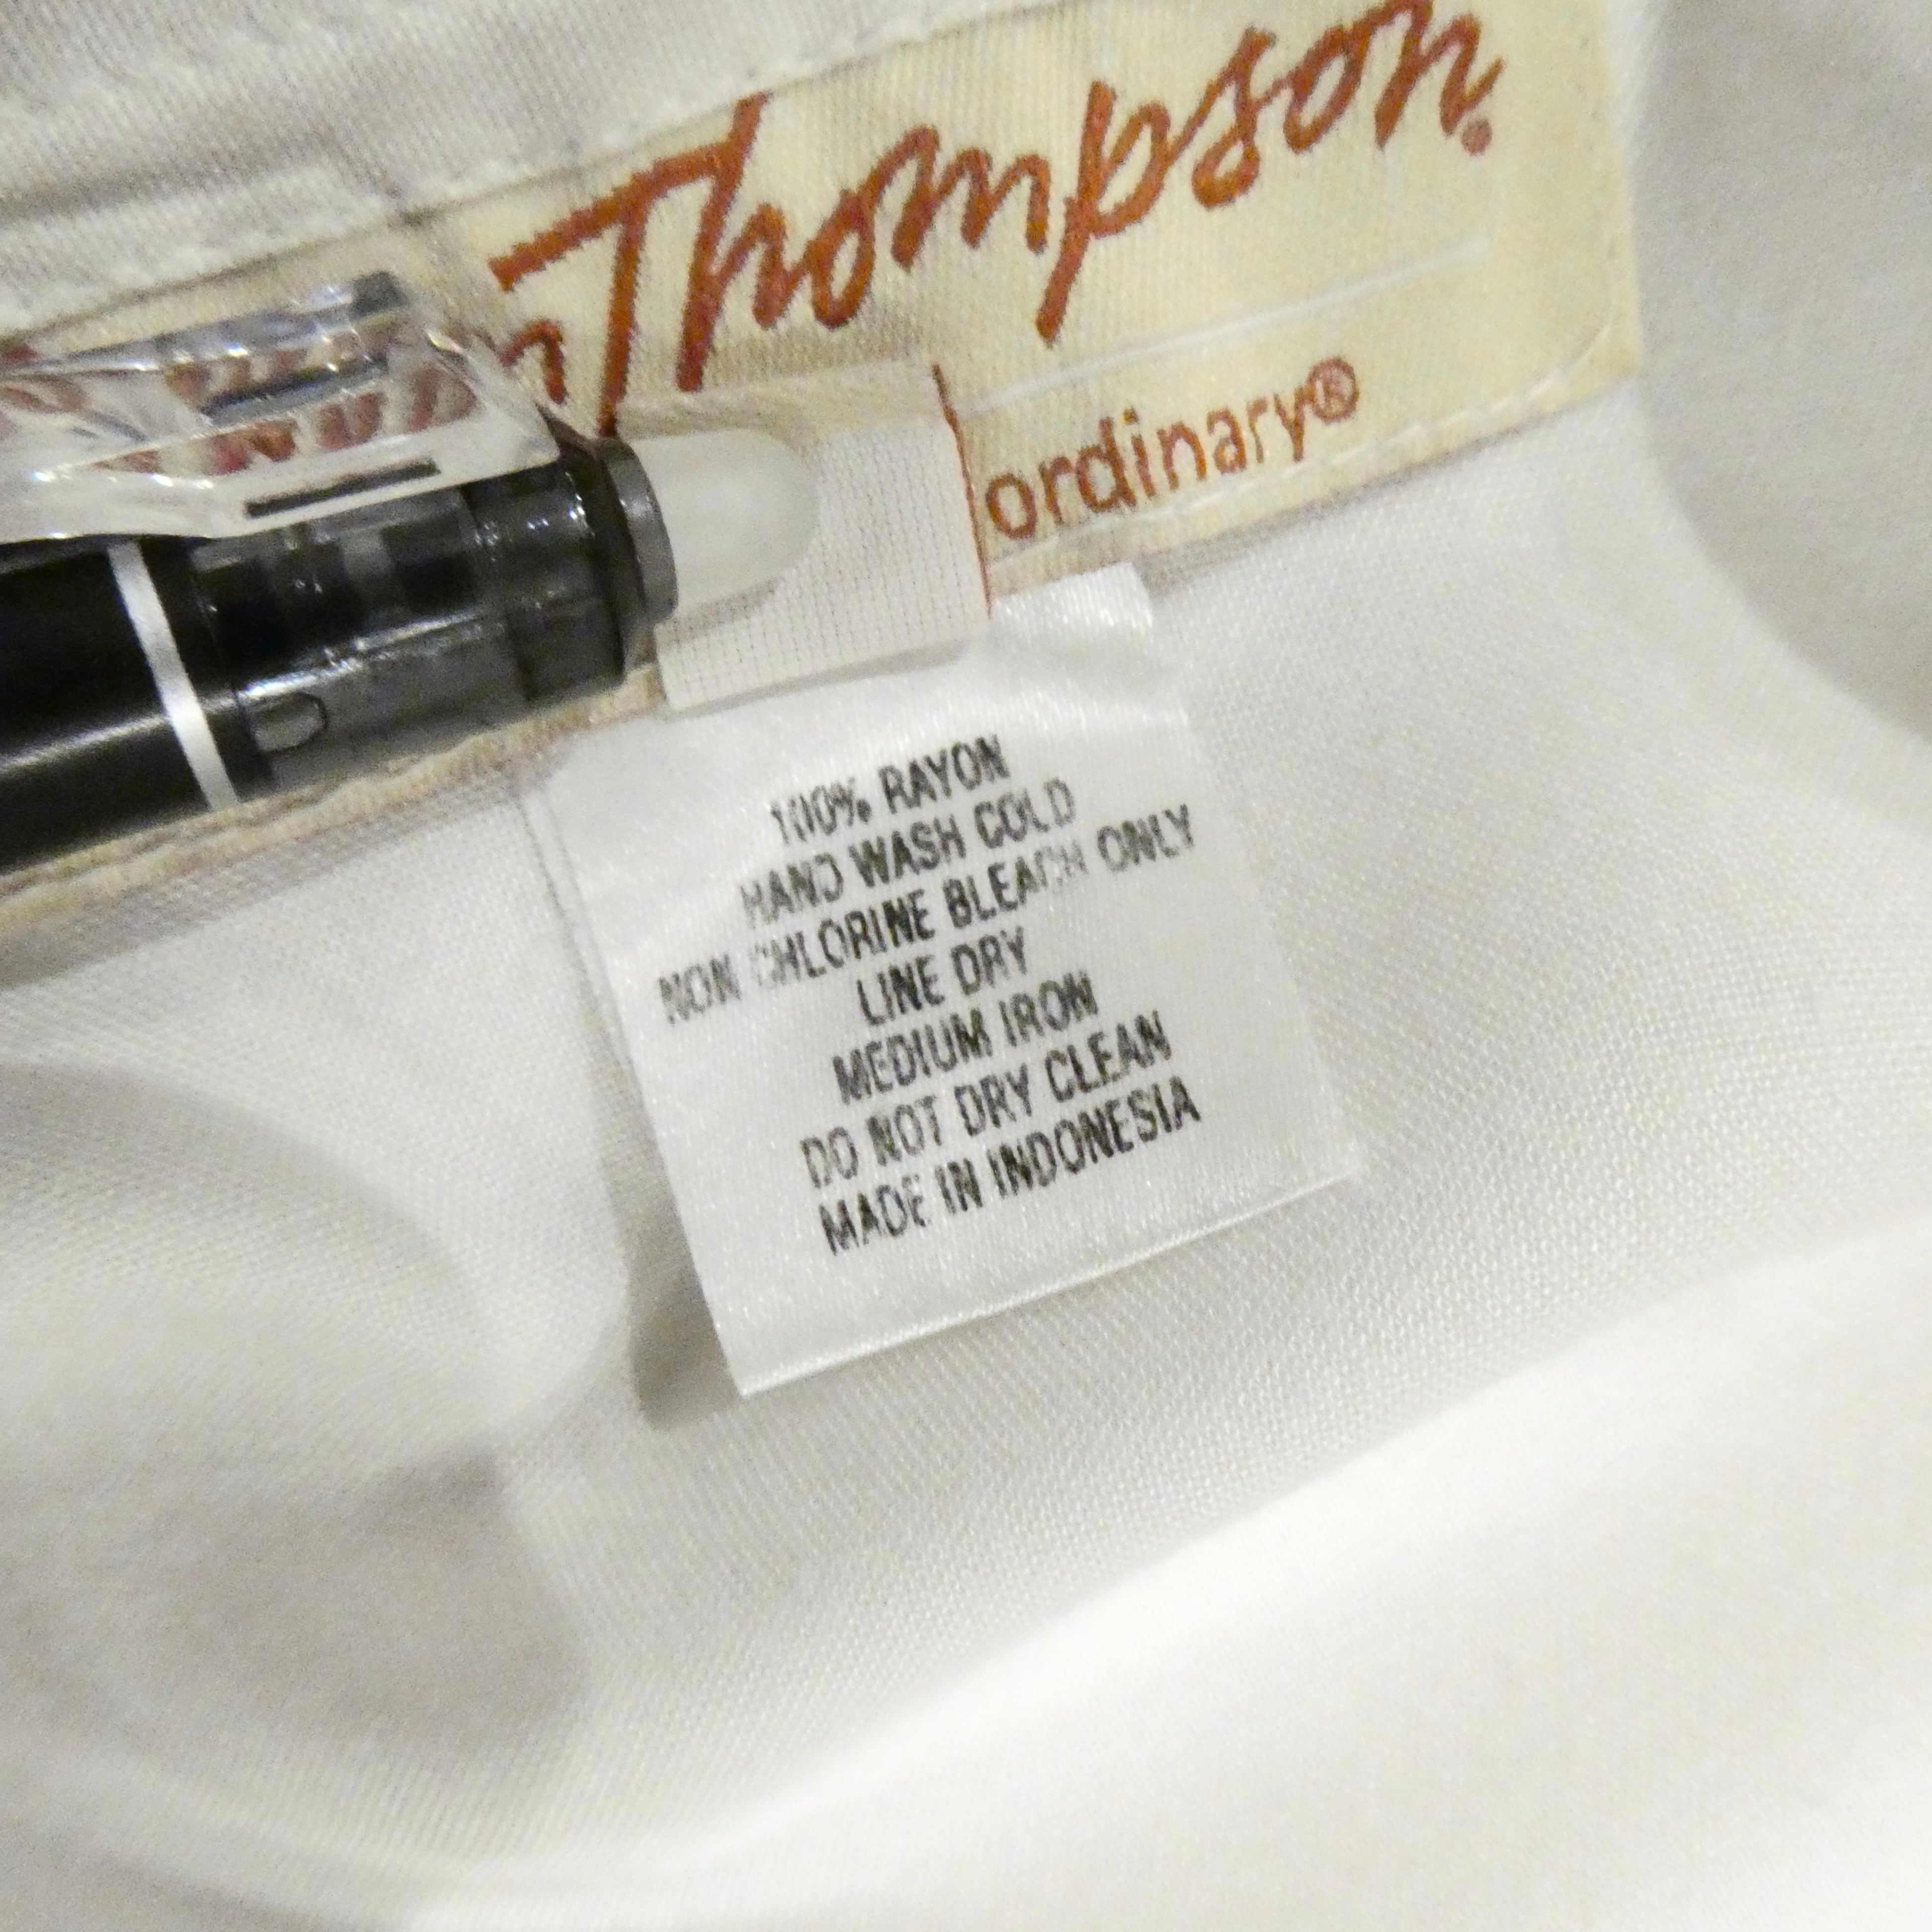 Thompson
ordinary®
100% RAYON
HAND WASH COLD
NON CHLORINE BLEACH ONLY
LINE DRY
MEDIUM IRON
DO NOT DRY CLEAN
MADE IN INDONESIA